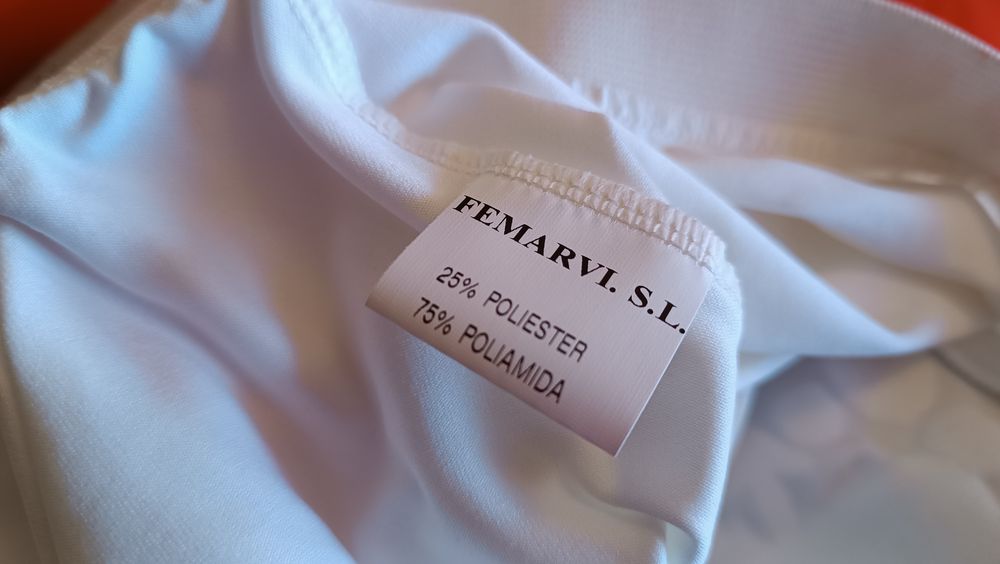 FEMARVI. S.L.
25% POLIESTER
75% POLIAMIDA